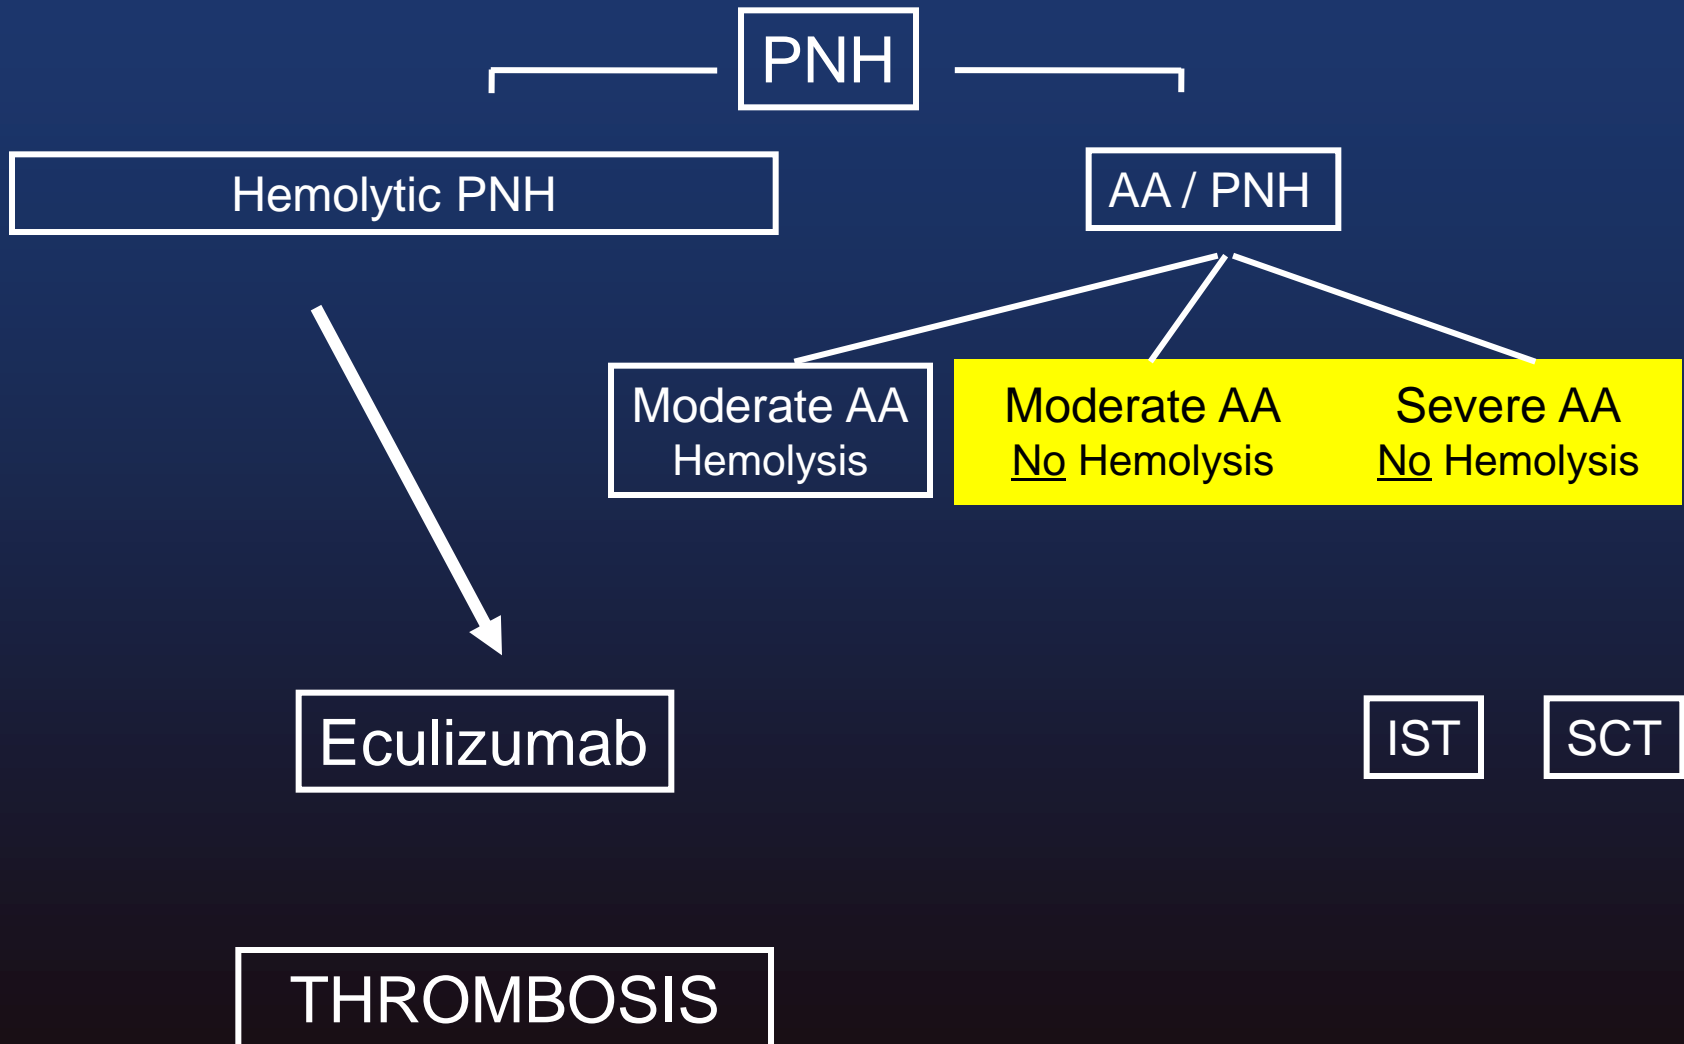 PNH
Hemolytic PNH
AA / PNH
Moderate AA
Hemolysis
Moderate AA
No Hemolysis
Severe AA
No Hemolysis
Eculizumab
IST
SCT
THROMBOSIS